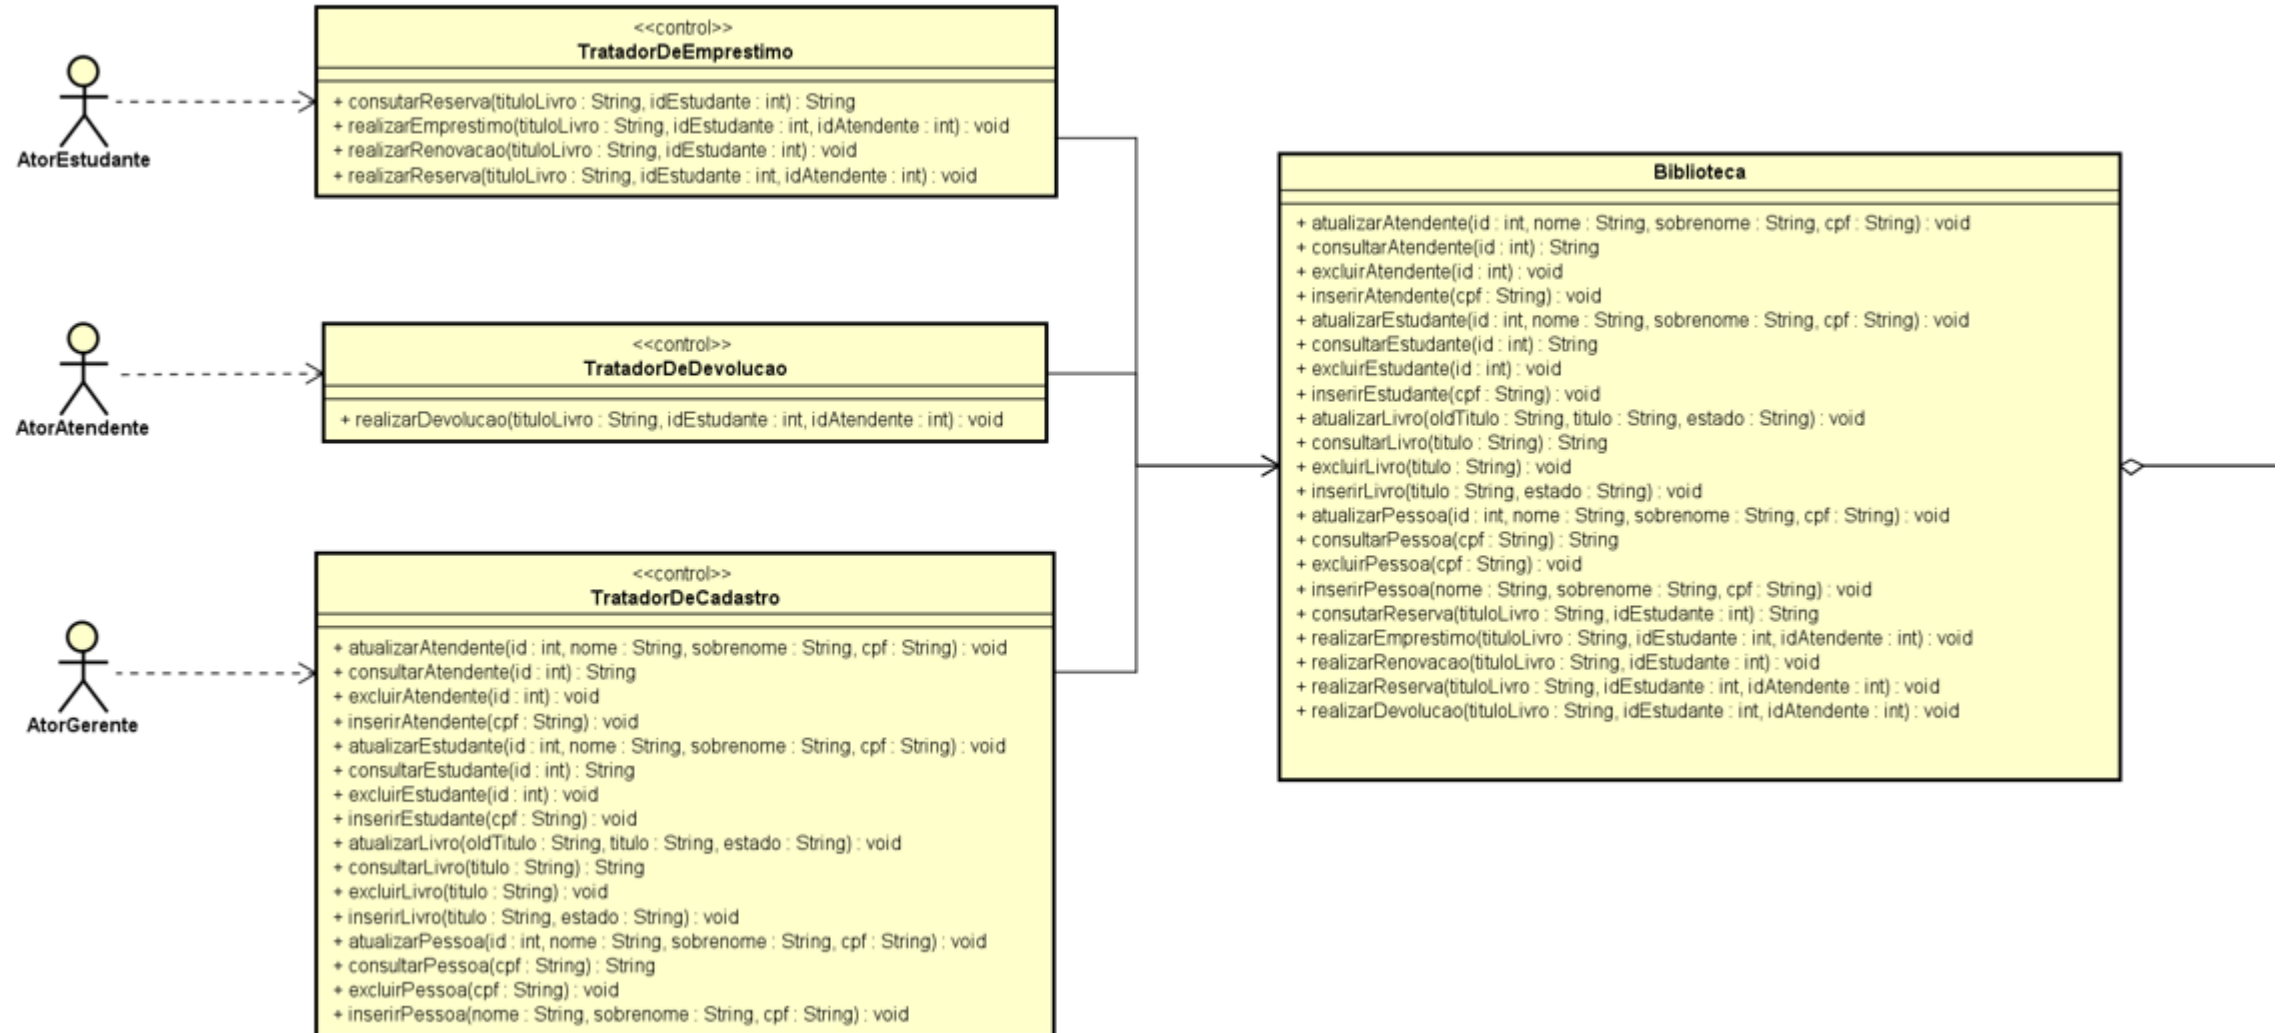 AtorEstudante
<<control>>
TratadorDeEmprestimo
+ consutarReserva(tituloLivro : String, idEstudante : int) : String
+ realizarEmprestimo(tituloLivro : String, idEstudante : int, idAtendente : int) : void
+ realizarRenovacao(tituloLivro : String, idEstudante : int) : void
+ realizarReserva(tituloLivro : String, idEstudante : int, idAtendente : int) : void
AtorAtendente
<<control>>
TratadorDeDevolucao
+ realizarDevolucao(tituloLivro : String, idEstudante : int, idAtendente : int) : void
AtorGerente
<<control>>
TratadorDeCadastro
+ atualizarAtendente(id : int, nome : String, sobrenome : String, cpf : String) : void
+ consultarAtendente(id : int) : String
+ excluirAtendente(id : int) : void
+ inserirAtendente(cpf : String) : void
+ atualizarEstudante(id : int, nome : String, sobrenome : String, cpf : String) : void
+ consultarEstudante(id : int) : String
+ excluirEstudante(id : int) : void
+ inserirEstudante(cpf : String) : void
+ atualizarLivro(oldTitulo : String, titulo : String, estado : String) : void
+ consultarLivro(titulo : String) : String
+ excluirLivro(titulo : String) : void
+ inserirLivro(titulo : String, estado : String) : void
+ atualizarPessoa(id : int, nome : String, sobrenome : String, cpf : String) : void
+ consultarPessoa(cpf : String) : String
+ excluirPessoa(cpf : String) : void
+ inserirPessoa(nome : String, sobrenome : String, cpf : String) : void
Biblioteca
+ atualizarAtendente(id : int, nome : String, sobrenome : String, cpf : String) : void
+ consultarAtendente(id : int) : String
+ excluirAtendente(id : int) : void
+ inserirAtendente(cpf : String) : void
+ atualizarEstudante(id : int, nome : String, sobrenome : String, cpf : String) : void
+ consultarEstudante(id : int) : String
+ excluirEstudante(id : int) : void
+ inserirEstudante(cpf : String) : void
+ atualizarLivro(oldTitulo : String, titulo : String, estado : String) : void
+ consultarLivro(titulo : String) : String
+ excluirLivro(titulo : String) : void
+ inserirLivro(titulo : String, estado : String) : void
+ atualizarPessoa(id : int, nome : String, sobrenome : String, cpf : String) : void
+ consultarPessoa(cpf : String) : String
+ excluirPessoa(cpf : String) : void
+ inserirPessoa(nome : String, sobrenome : String, cpf : String) : void
+ consutarReserva(tituloLivro : String, idEstudante : int) : String
+ realizarEmprestimo(tituloLivro : String, idEstudante : int, idAtendente : int) : void
+ realizarRenovacao(tituloLivro : String, idEstudante : int) : void
+ realizarReserva(tituloLivro : String, idEstudante : int, idAtendente : int) : void
+ realizarDevolucao(tituloLivro : String, idEstudante : int, idAtendente : int) : void